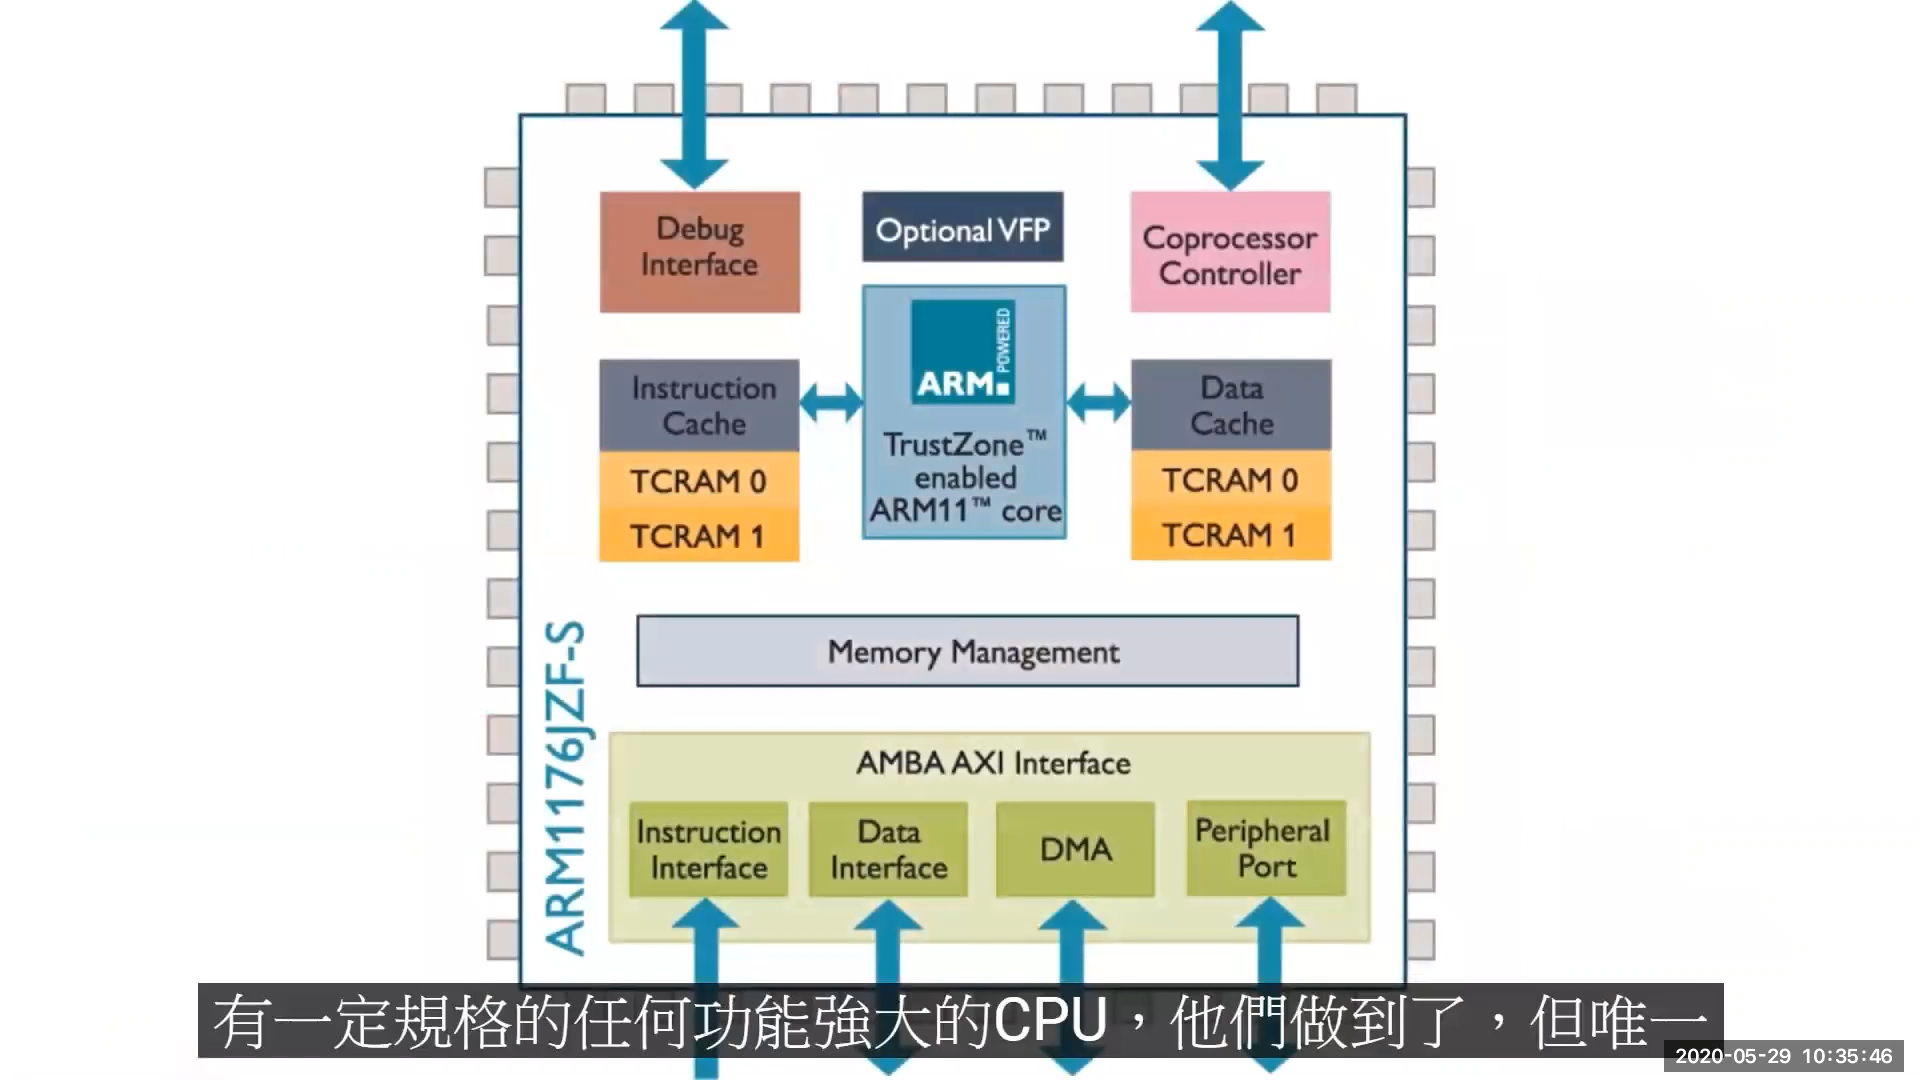 Debug
Interface
Optional VFP
Coprocessor
Controller
Instruction
Cache
TCRAM 0
TCRAM 1
ARM
POWERED
TrustZone™
enabled
ARM11™ core
Data
Cache
TCRAM 0
TCRAM 1
Memory Management
ARM1176JZF-S
AMBA AXI Interface
Instruction
Interface
Data
Interface
DMA
Peripheral
Port
有一定規格的任何功能強大的CPU，他們做到了，但唯一
2020-05-29 10:35:46